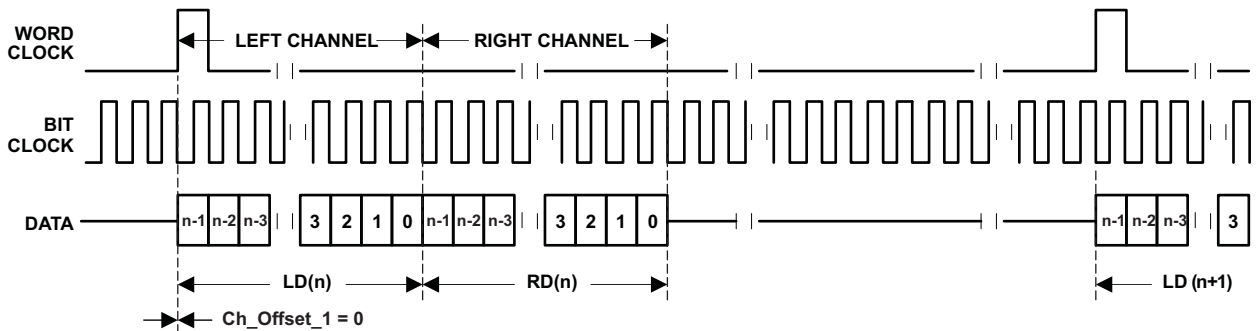 WORD
CLOCK
LEFT CHANNEL
RIGHT CHANNEL
BIT
CLOCK
DATA
n-1 n-2 n-3 3 2 1 0 n-1 n-2 n-3 3 2 1 0 n-1 n-2 n-3 3
LD(n)
RD(n)
LD (n+1)
Ch_Offset_1 = 0